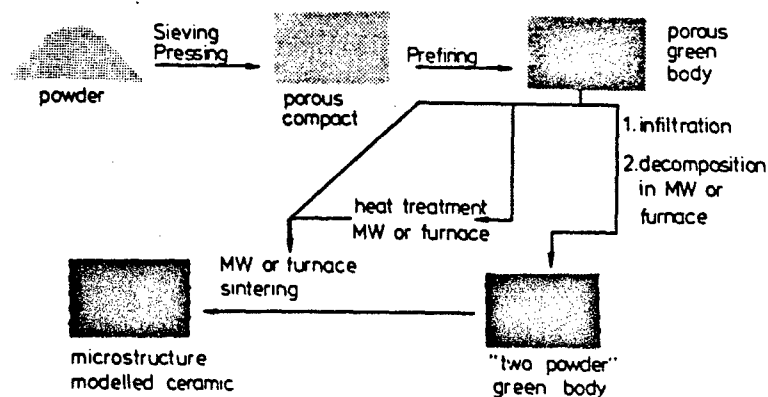 Sieving
Pressing
powder
porous
compact
Prefiring
porous
green
body
1. infiltration
2. decomposition
in MW or
furnace
heat treatment
MW or furnace
MW or furnace
sintering
microstructure
modelled ceramic
"two powder"
green body